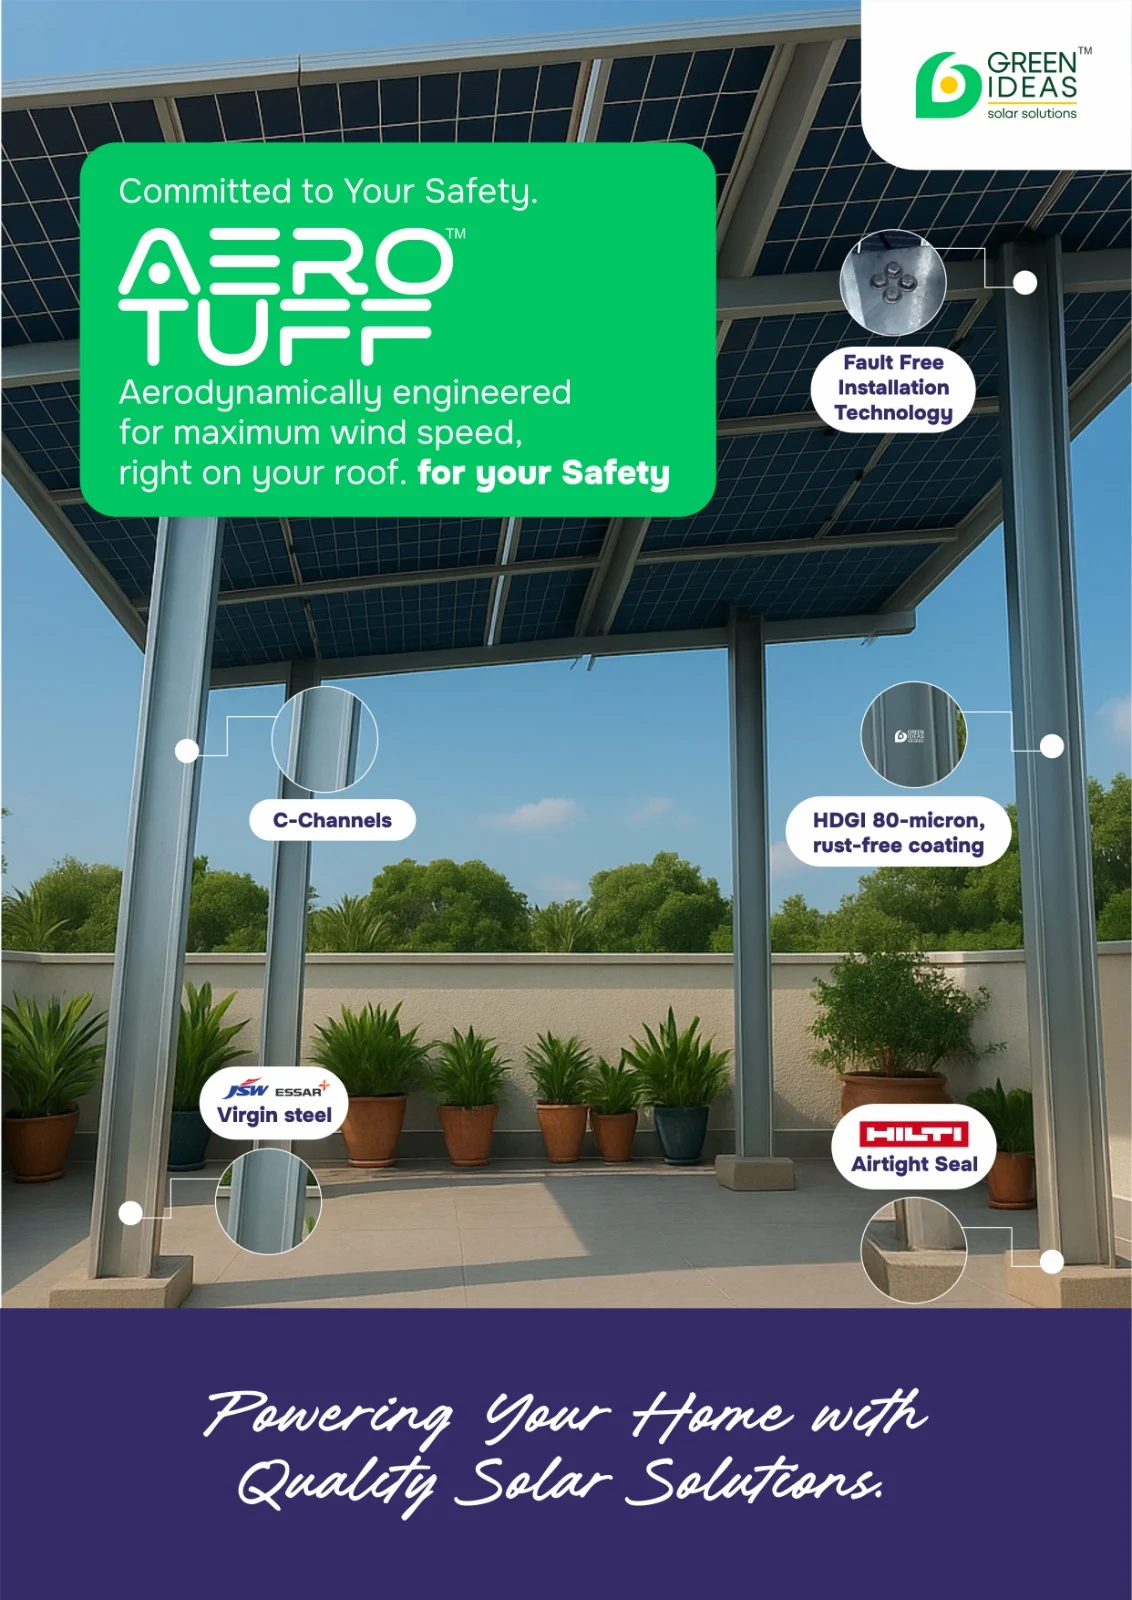 GREEN™
IDEAS
solar solutions
Committed to Your Safety.
AERO™
TUFF
Aerodynamically engineered
for maximum wind speed,
right on your roof. for your Safety
Fault Free
Installation
Technology
C-Channels
GREEN
IDEAS
HDGI 80-micron,
rust-free coating
JSW ESSAR
Virgin steel
HILTI
Airtight Seal
Powering Your Home with
Quality Solar Solutions.